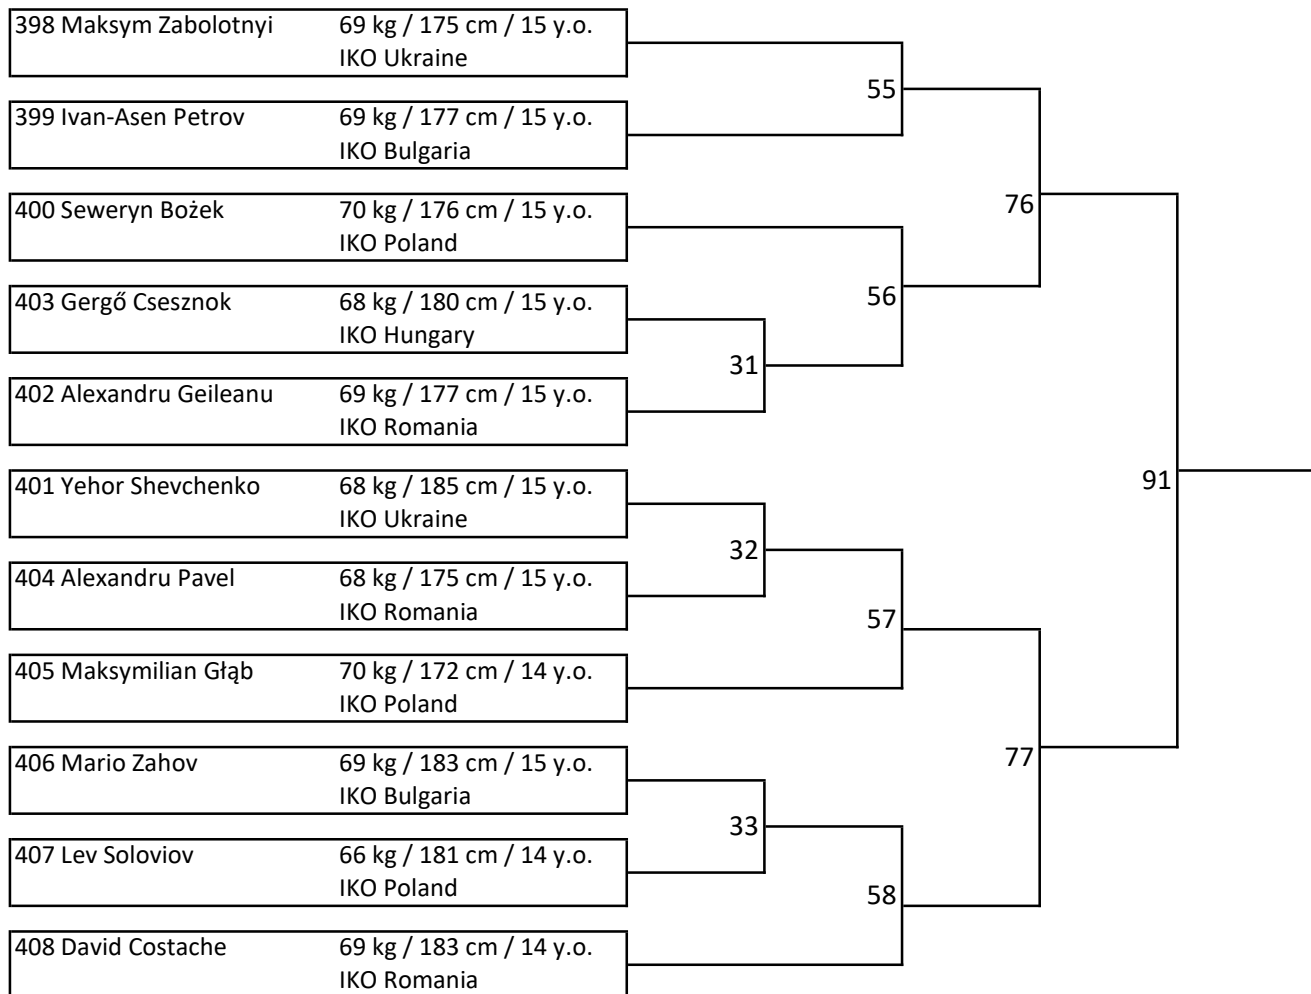 398 Maksym Zabolotnyi 69 kg / 175 cm / 15 y.o.
IKO Ukraine
55
399 Ivan-Asen Petrov 69 kg / 177 cm / 15 y.o.
IKO Bulgaria
400 Seweryn Bożek 70 kg / 176 cm / 15 y.o.
76
IKO Poland
403 Gergő Csesznok 68 kg / 180 cm / 15 y.o.
56
IKO Hungary
31
402 Alexandru Geileanu 69 kg / 177 cm / 15 y.o.
IKO Romania
401 Yehor Shevchenko 68 kg / 185 cm / 15 y.o.
91
IKO Ukraine
32
404 Alexandru Pavel 68 kg / 175 cm / 15 y.o.
IKO Romania
57
405 Maksymilian Głąb 70 kg / 172 cm / 14 y.o.
IKO Poland
406 Mario Zahov 69 kg / 183 cm / 15 y.o.
77
IKO Bulgaria
33
407 Lev Soloviov 66 kg / 181 cm / 14 y.o.
IKO Poland
58
408 David Costache 69 kg / 183 cm / 14 y.o.
IKO Romania